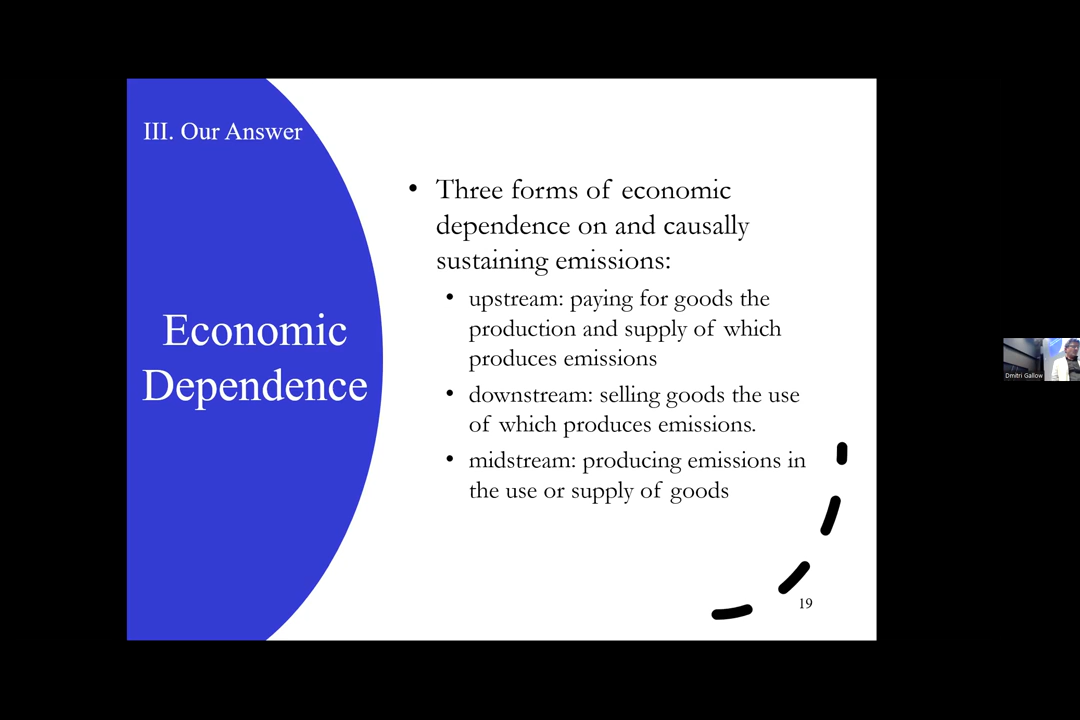 III. Our Answer
Economic
Dependence
• Three forms of economic
dependence on and causally
sustaining emissions:
• upstream: paying for goods the
production and supply of which
produces emissions
• downstream: selling goods the use
of which produces emissions.
• midstream: producing emissions in
the use or supply of goods
19
Dmitri Gallow